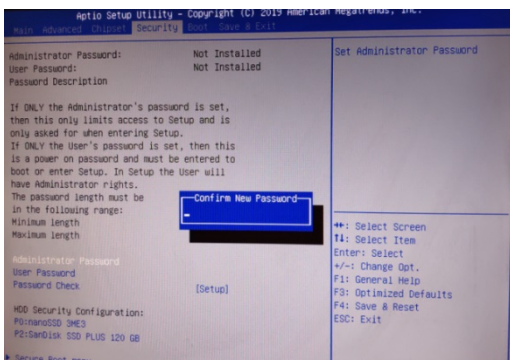 Aptio Setup Utility – Copyright (C) 2019 American Megatrends, Inc.
Main Advanced Chipset Security Boot Save & Exit
Administrator Password: Not Installed
User Password: Not Installed
Password Description
If ONLY the Administrator's password is set,
then this only limits access to Setup and is
only asked for when entering Setup.
If ONLY the User's password is set, then this
is a power on password and must be entered to
boot or enter Setup. In Setup the User will
have Administrator rights.
The password length must be
in the following range:
Minimum length
Maximum length
Administrator Password
User Password
Password Check [Setup]
HDD Security Configuration:
P0:nanoSSD 3ME3
P2:SanDisk SSD PLUS 120 GB
Confirm New Password
Set Administrator Password
↔: Select Screen
↑↓: Select Item
Enter: Select
+/-: Change Opt.
F1: General Help
F3: Optimized Defaults
F4: Save & Reset
ESC: Exit